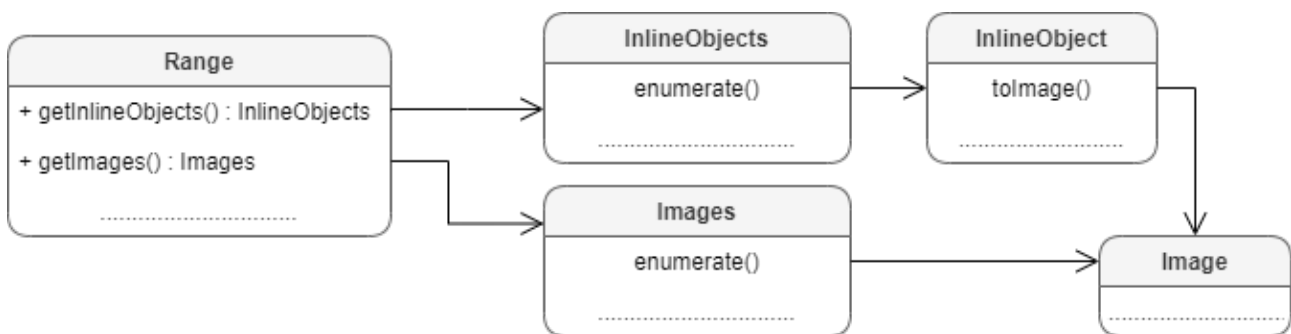 Range
+ getInlineObjects() : InlineObjects
+ getImages() : Images
InlineObjects
enumerate()
InlineObject
toImage()
Images
enumerate()
Image